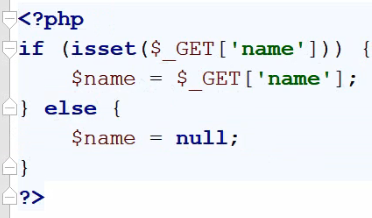 <?php
if (isset($_GET['name'])) {
    $name = $_GET['name'];
} else {
    $name = null;
}
?>